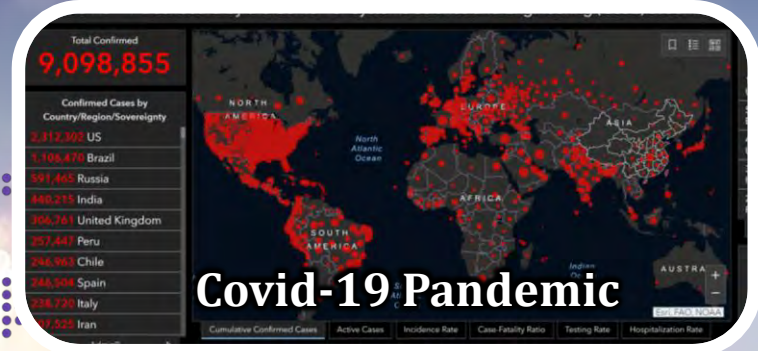 Total Confirmed
9,098,855
Confirmed Cases by
Country/Region/Sovereignty
2,312,302 US
1,106,470 Brazil
591,465 Russia
440,215 India
306,761 United Kingdom
257,447 Peru
246,963 Chile
246,504 Spain
238,720 Italy
Iran
NORTH
AMERICA
North
Atlantic
Ocean
EUROPE
ASIA
AFRICA
SOUTH
AMERICA
Indian
AUSTRA
Covid-19 Pandemic
+
−
Esri, FAO, NOAA
Cumulative Confirmed Cases
Active Cases
Incidence Rate
Case-Fatality Ratio
Testing Rate
Hospitalization Rate